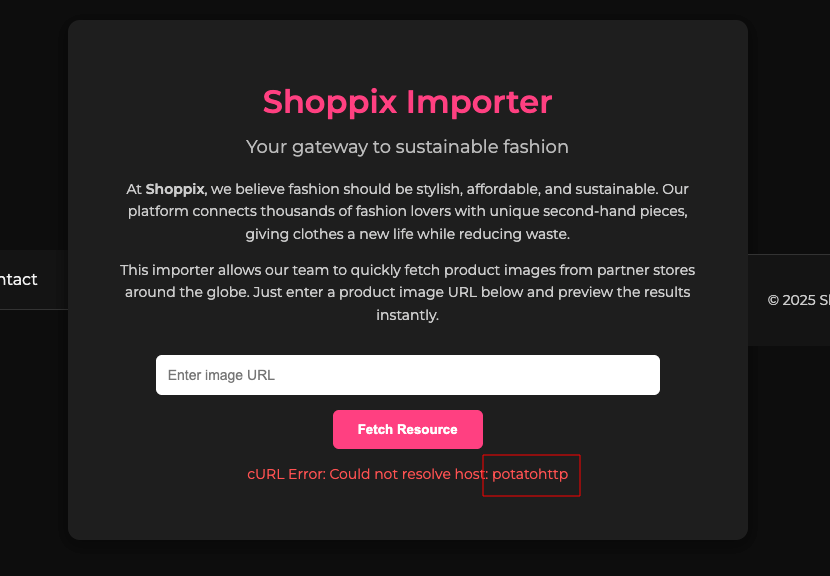 Shoppix Importer
Your gateway to sustainable fashion
At Shoppix, we believe fashion should be stylish, affordable, and sustainable. Our
platform connects thousands of fashion lovers with unique second-hand pieces,
giving clothes a new life while reducing waste.
This importer allows our team to quickly fetch product images from partner stores
around the globe. Just enter a product image URL below and preview the results
instantly.
ntact
© 2025 Sh
Enter image URL
Fetch Resource
cURL Error: Could not resolve host: potatohttp